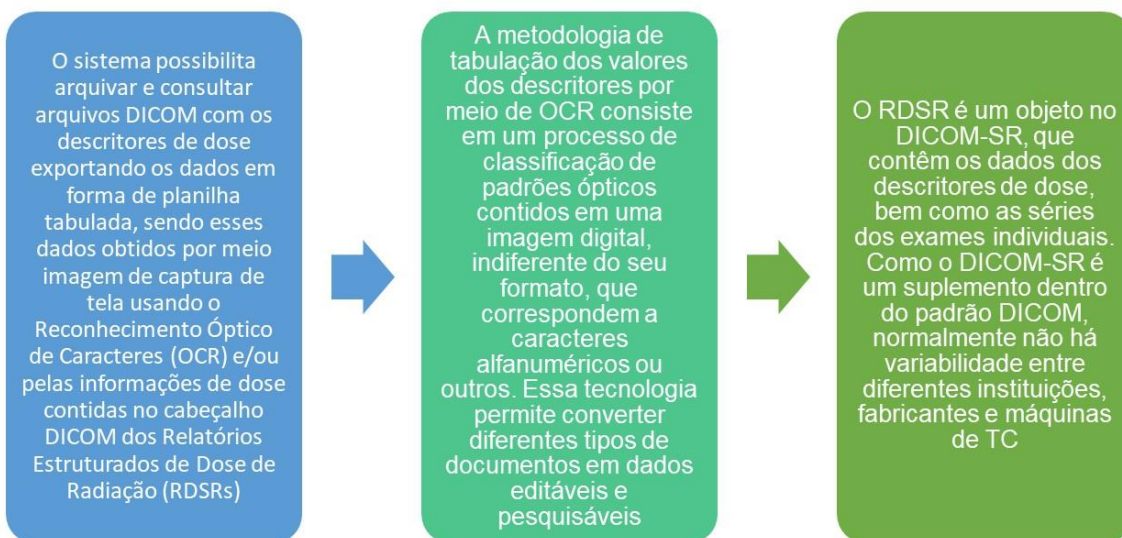 O sistema possibilita
arquivar e consultar
arquivos DICOM com os
descritores de dose
exportando os dados em
forma de planilha
tabulada, sendo esses
dados obtidos por meio
imagem de captura de
tela usando o
Reconhecimento Óptico
de Caracteres (OCR) e/ou
pelas informações de dose
contidas no cabeçalho
DICOM dos Relatórios
Estruturados de Dose de
Radiação (RDSRs)
A metodologia de
tabulação dos valores
dos descritores por
meio de OCR consiste
em um processo de
classificação de
padrões ópticos
contidos em uma
imagem digital,
indiferente do seu
formato, que
correspondem a
caracteres
alfanuméricos ou
outros. Essa tecnologia
permite converter
diferentes tipos de
documentos em dados
editáveis e
pesquisáveis
O RDSR é um objeto no
DICOM-SR, que
contêm os dados dos
descritores de dose,
bem como as séries
dos exames individuais.
Como o DICOM-SR é
um suplemento dentro
do padrão DICOM,
normalmente não há
variabilidade entre
diferentes instituições,
fabricantes e máquinas
de TC